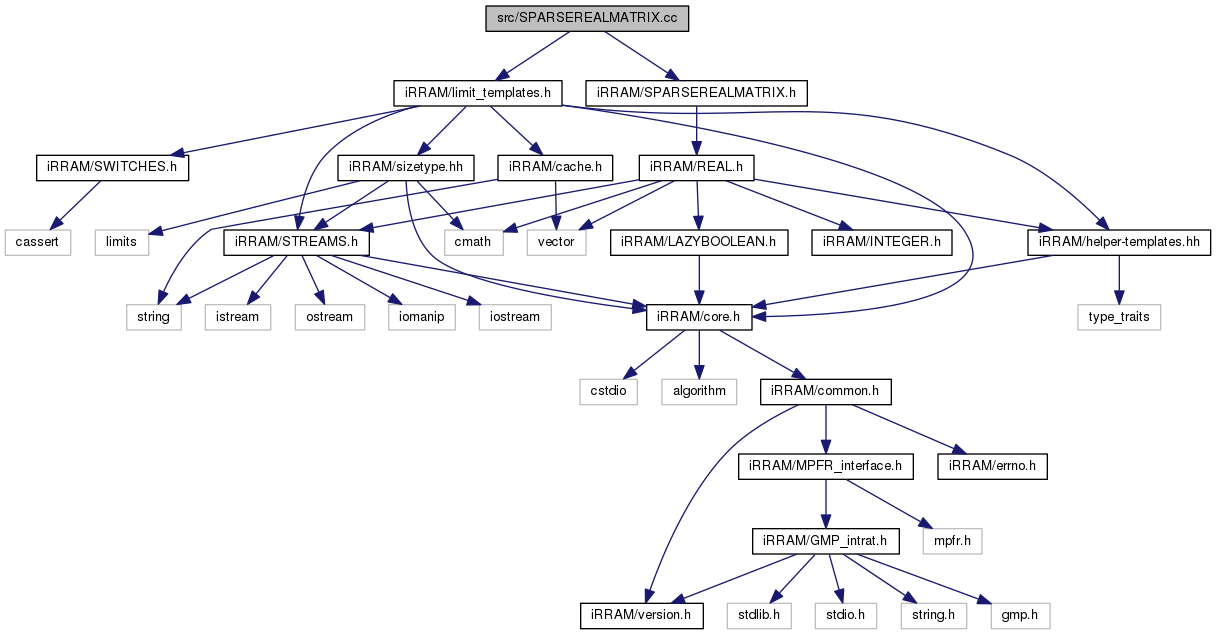 src/SPARSEREALMATRIX.cc
iRRAM/limit_templates.h
iRRAM/SPARSEREALMATRIX.h
iRRAM/SWITCHES.h
iRRAM/sizetype.hh
iRRAM/cache.h
iRRAM/REAL.h
cassert
limits
iRRAM/STREAMS.h
cmath
vector
iRRAM/LAZYBOOLEAN.h
iRRAM/INTEGER.h
iRRAM/helper-templates.hh
string
istream
ostream
iomanip
iostream
iRRAM/core.h
type_traits
cstdio
algorithm
iRRAM/common.h
iRRAM/MPFR_interface.h
iRRAM/errno.h
iRRAM/GMP_intrat.h
mpfr.h
iRRAM/version.h
stdlib.h
stdio.h
string.h
gmp.h